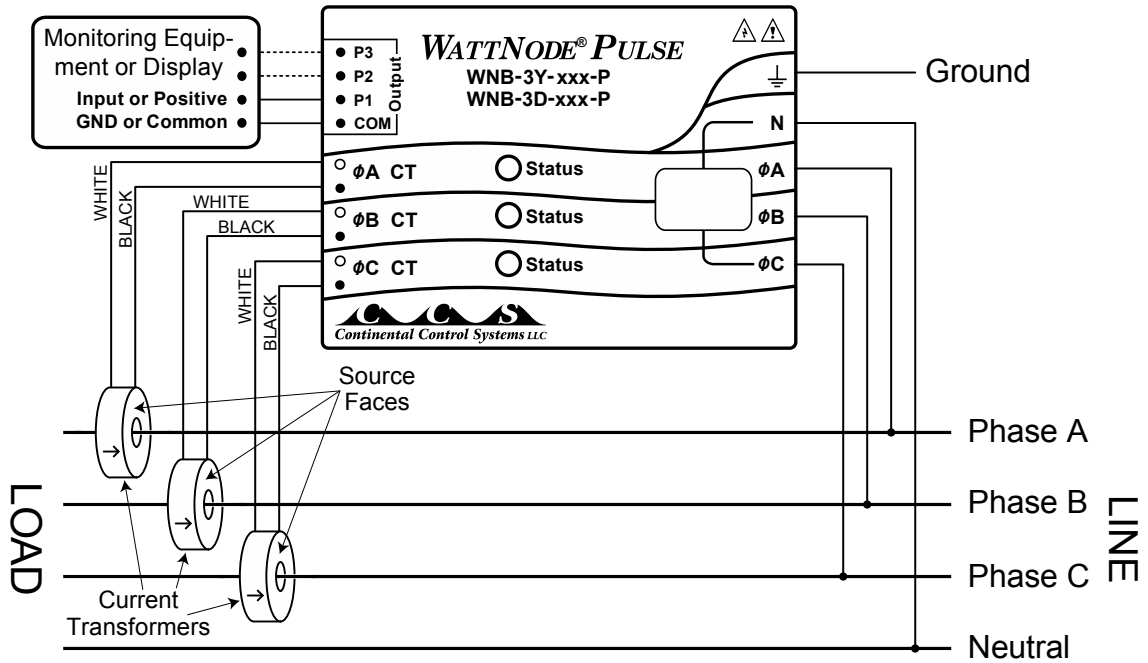 Monitoring Equip-
ment or Display
Input or Positive
GND or Common
P3
P2
P1
COM
Output
WATTNODE® PULSE
WNB-3Y-xxx-P
WNB-3D-xxx-P
Ground
N
ϕA CT
Status
ϕA
ϕB CT
Status
ϕB
ϕC CT
Status
ϕC
CCS
Continental Control Systems LLC
WHITE
BLACK
WHITE
BLACK
WHITE
BLACK
Source
Faces
Phase A
Phase B
Phase C
Neutral
LOAD
LINE
Current
Transformers